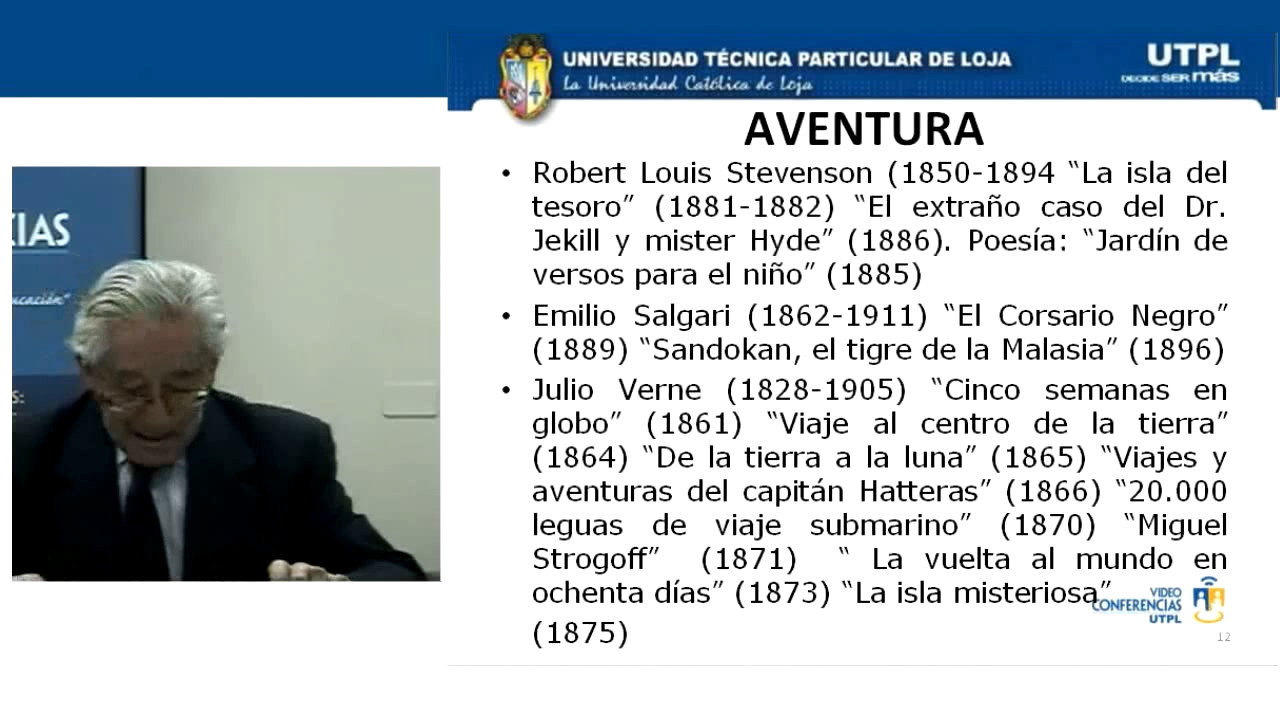 UNIVERSIDAD TÉCNICA PARTICULAR DE LOJA
La Universidad Católica de Loja
UTPL
DECIDE SER más
AVENTURA
• Robert Louis Stevenson (1850-1894 “La isla del
tesoro” (1881-1882) “El extraño caso del Dr.
Jekill y mister Hyde” (1886). Poesía: “Jardín de
versos para el niño” (1885)
• Emilio Salgari (1862-1911) “El Corsario Negro”
(1889) “Sandokan, el tigre de la Malasia” (1896)
• Julio Verne (1828-1905) “Cinco semanas en
globo” (1861) “Viaje al centro de la tierra”
(1864) “De la tierra a la luna” (1865) “Viajes y
aventuras del capitán Hatteras” (1866) “20.000
leguas de viaje submarino” (1870) “Miguel
Strogoff” (1871) “ La vuelta al mundo en
ochenta días” (1873) “La isla misteriosa”
(1875)
VIDEO
CONFERENCIAS
UTPL
12